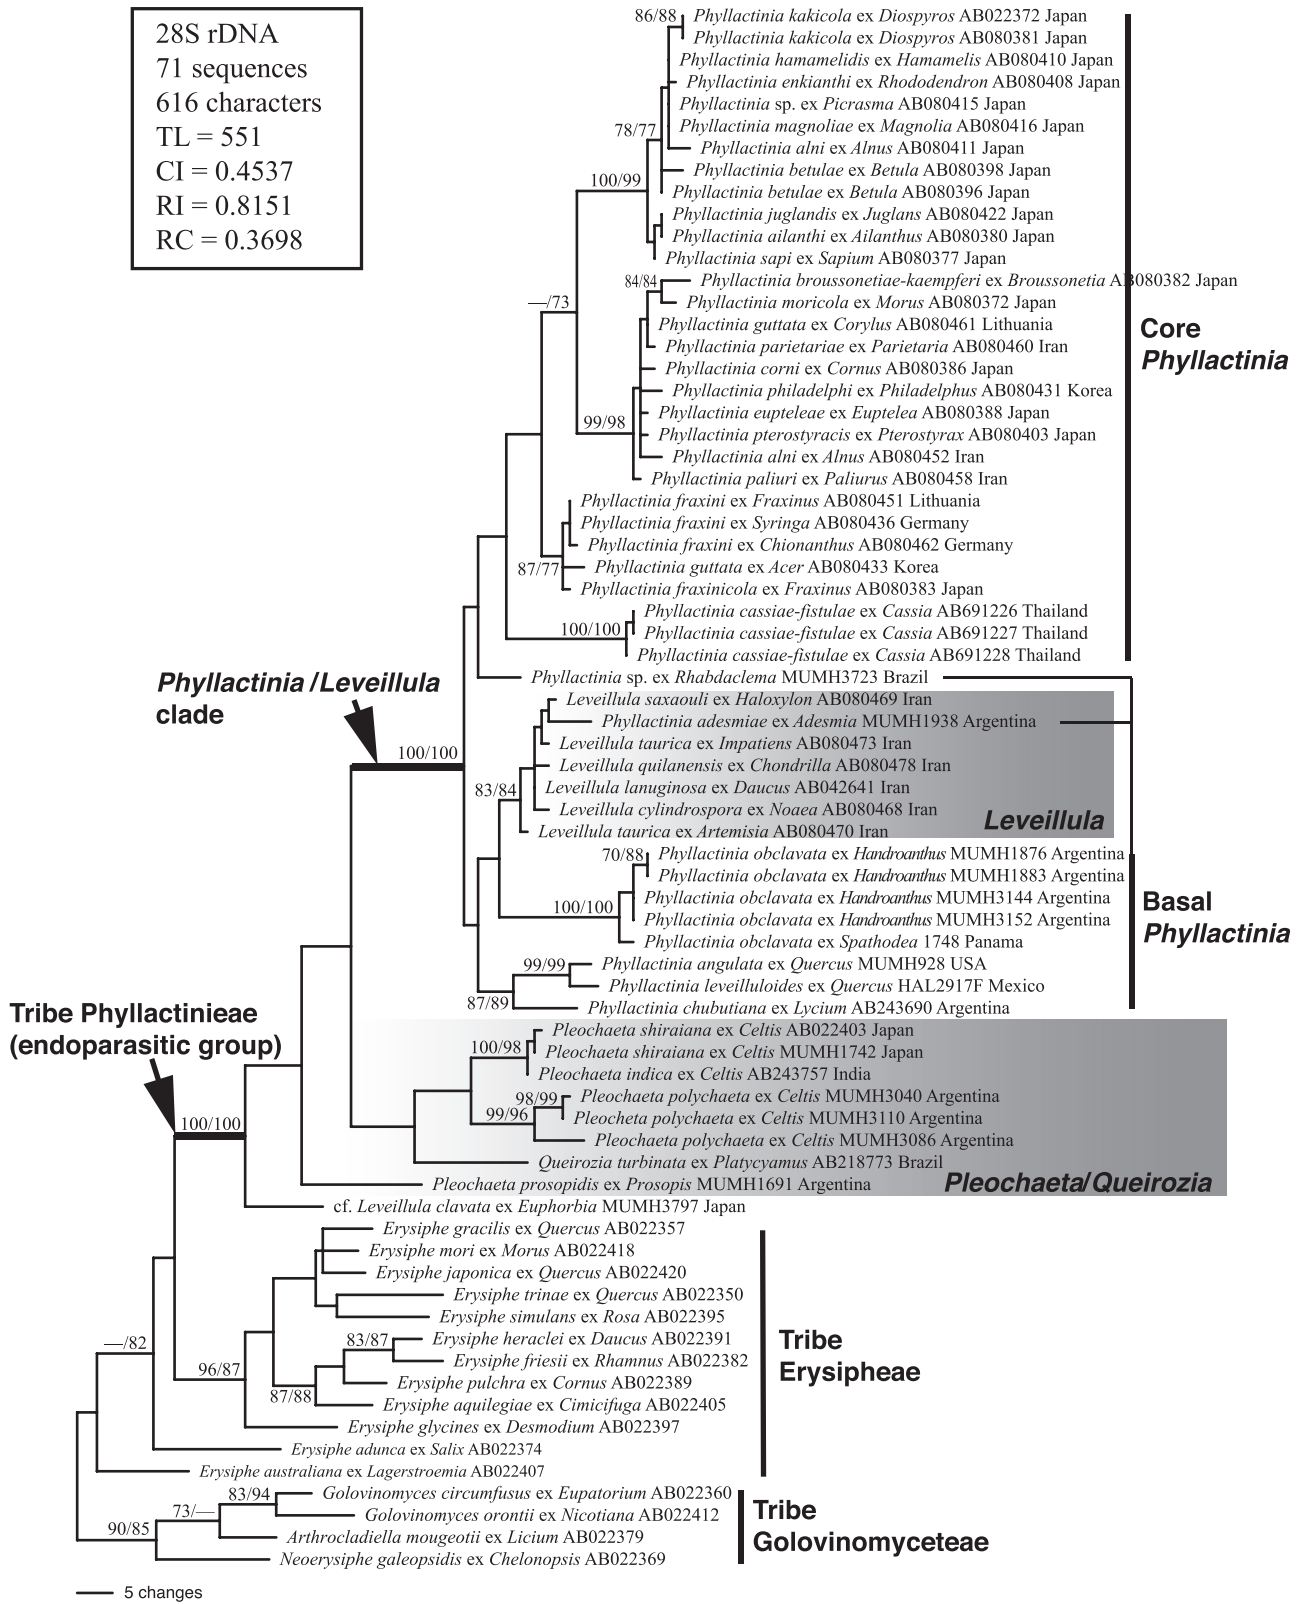 28S rDNA
71 sequences
616 characters
TL = 551
CI = 0.4537
RI = 0.8151
RC = 0.3698
86/88
Phyllactinia kakicola ex Diospyros AB022372 Japan
Phyllactinia kakicola ex Diospyros AB080381 Japan
Phyllactinia hamamelidis ex Hamamelis AB080410 Japan
Phyllactinia enkianthi ex Rhododendron AB080408 Japan
Phyllactinia sp. ex Picrasma AB080415 Japan
Phyllactinia magnoliae ex Magnolia AB080416 Japan
78/77
Phyllactinia alni ex Alnus AB080411 Japan
Phyllactinia betulae ex Betula AB080398 Japan
100/99
Phyllactinia betulae ex Betula AB080396 Japan
Phyllactinia juglandis ex Juglans AB080422 Japan
Phyllactinia ailanthi ex Ailanthus AB080380 Japan
Phyllactinia sapi ex Sapium AB080377 Japan
84/84
Phyllactinia broussonetiae-kaempferi ex Broussonetia AB080382 Japan
—/73
Phyllactinia moricola ex Morus AB080372 Japan
Phyllactinia guttata ex Corylus AB080461 Lithuania
Phyllactinia parietariae ex Parietaria AB080460 Iran
Core
Phyllactinia
Phyllactinia corni ex Cornus AB080386 Japan
Phyllactinia philadelphi ex Philadelphus AB080431 Korea
Phyllactinia eupteleae ex Euptelea AB080388 Japan
99/98
Phyllactinia pterostyracis ex Pterostyrax AB080403 Japan
Phyllactinia alni ex Alnus AB080452 Iran
Phyllactinia paliuri ex Paliurus AB080458 Iran
Phyllactinia fraxini ex Fraxinus AB080451 Lithuania
Phyllactinia fraxini ex Syringa AB080436 Germany
Phyllactinia fraxini ex Chionanthus AB080462 Germany
87/77
Phyllactinia guttata ex Acer AB080433 Korea
Phyllactinia fraxinicola ex Fraxinus AB080383 Japan
Phyllactinia cassiae-fistulae ex Cassia AB691226 Thailand
100/100
Phyllactinia cassiae-fistulae ex Cassia AB691227 Thailand
Phyllactinia cassiae-fistulae ex Cassia AB691228 Thailand
Phyllactinia sp. ex Rhabdaclema MUMH3723 Brazil
Phyllactinia /Leveillula
clade
Leveillula saxaouli ex Haloxylon AB080469 Iran
Phyllactinia adesmiae ex Adesmia MUMH1938 Argentina
Leveillula taurica ex Impatiens AB080473 Iran
100/100
Leveillula quilanensis ex Chondrilla AB080478 Iran
83/84
Leveillula lanuginosa ex Daucus AB042641 Iran
Leveillula cylindrospora ex Noaea AB080468 Iran
Leveillula
Leveillula taurica ex Artemisia AB080470 Iran
70/88
Phyllactinia obclavata ex Handroanthus MUMH1876 Argentina
Phyllactinia obclavata ex Handroanthus MUMH1883 Argentina
Phyllactinia obclavata ex Handroanthus MUMH3144 Argentina
100/100
Phyllactinia obclavata ex Handroanthus MUMH3152 Argentina
Basal
Phyllactinia
Phyllactinia obclavata ex Spathodea 1748 Panama
99/99
Phyllactinia angulata ex Quercus MUMH928 USA
Phyllactinia leveilluloides ex Quercus HAL2917F Mexico
87/89
Phyllactinia chubutiana ex Lycium AB243690 Argentina
Tribe Phyllactinieae
(endoparasitic group)
Pleochaeta shiraiana ex Celtis AB022403 Japan
100/98
Pleochaeta shiraiana ex Celtis MUMH1742 Japan
Pleochaeta indica ex Celtis AB243757 India
98/99
Pleochaeta polychaeta ex Celtis MUMH3040 Argentina
99/96
Pleocheta polychaeta ex Celtis MUMH3110 Argentina
100/100
Pleochaeta polychaeta ex Celtis MUMH3086 Argentina
Queirozia turbinata ex Platycyamus AB218773 Brazil
Pleochaeta prosopidis ex Prosopis MUMH1691 Argentina
Pleochaeta/Queirozia
cf. Leveillula clavata ex Euphorbia MUMH3797 Japan
Erysiphe gracilis ex Quercus AB022357
Erysiphe mori ex Morus AB022418
Erysiphe japonica ex Quercus AB022420
Erysiphe trinae ex Quercus AB022350
Erysiphe simulans ex Rosa AB022395
—/82
83/87
Erysiphe heraclei ex Daucus AB022391
Tribe
Erysipheae
96/87
Erysiphe friesii ex Rhamnus AB022382
Erysiphe pulchra ex Cornus AB022389
87/88
Erysiphe aquilegiae ex Cimicifuga AB022405
Erysiphe glycines ex Desmodium AB022397
Erysiphe adunca ex Salix AB022374
Erysiphe australiana ex Lagerstroemia AB022407
83/94
Golovinomyces circumfusus ex Eupatorium AB022360
73/—
Golovinomyces orontii ex Nicotiana AB022412
Tribe
Golovinomyceteae
90/85
Arthrocladiella mougeotii ex Licium AB022379
Neoerysiphe galeopsidis ex Chelonopsis AB022369
5 changes